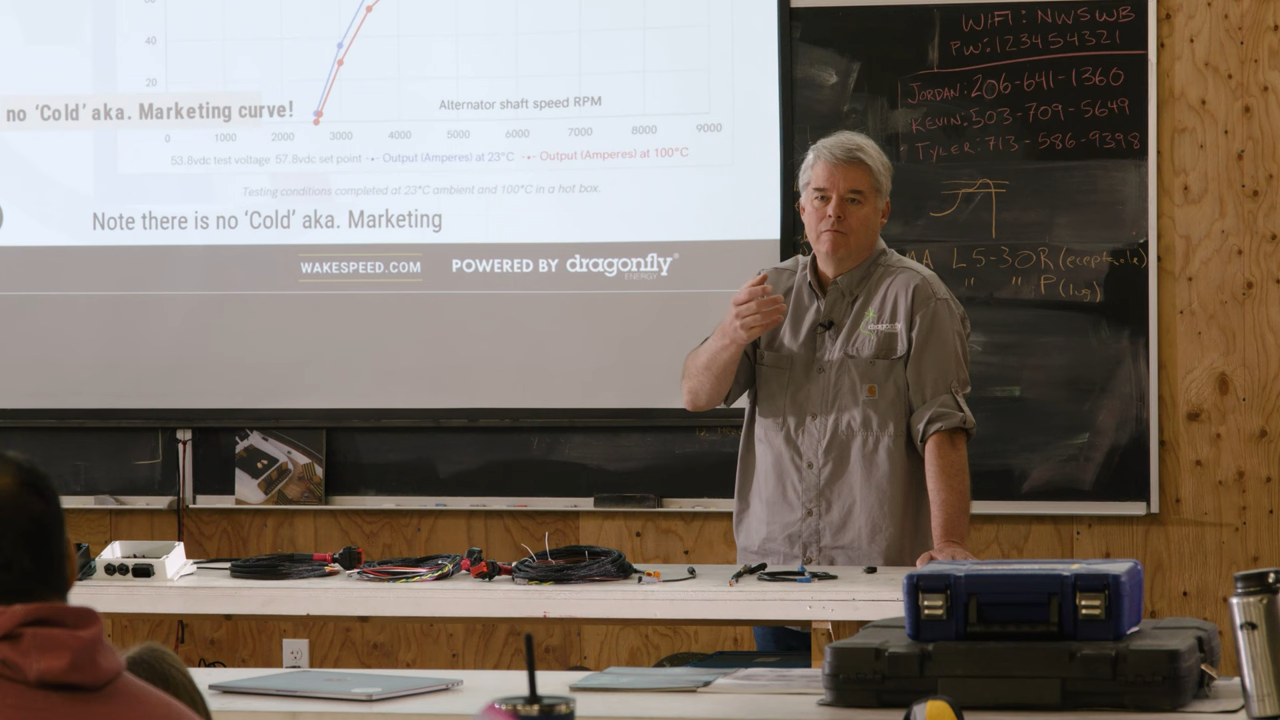 40
20
no 'Cold' aka. Marketing curve!
Alternator shaft speed RPM
0 1000 2000 3000 4000 5000 6000 7000 8000 9000
53.8vdc test voltage 57.8vdc set point Output (Amperes) at 23°C Output (Amperes) at 100°C
Testing conditions completed at 23°C ambient and 100°C in a hot box.
Note there is no 'Cold' aka. Marketing
WAKESPEED.COM
POWERED BY dragonfly®
ENERGY
WIFI: NWSWB
PW: 123454321
JORDAN: 206-641-1360
KEVIN: 503-709-5649
TYLER: 713-586-9398
L5-30R (eceptacle)
" " P (lug)
dragonfly